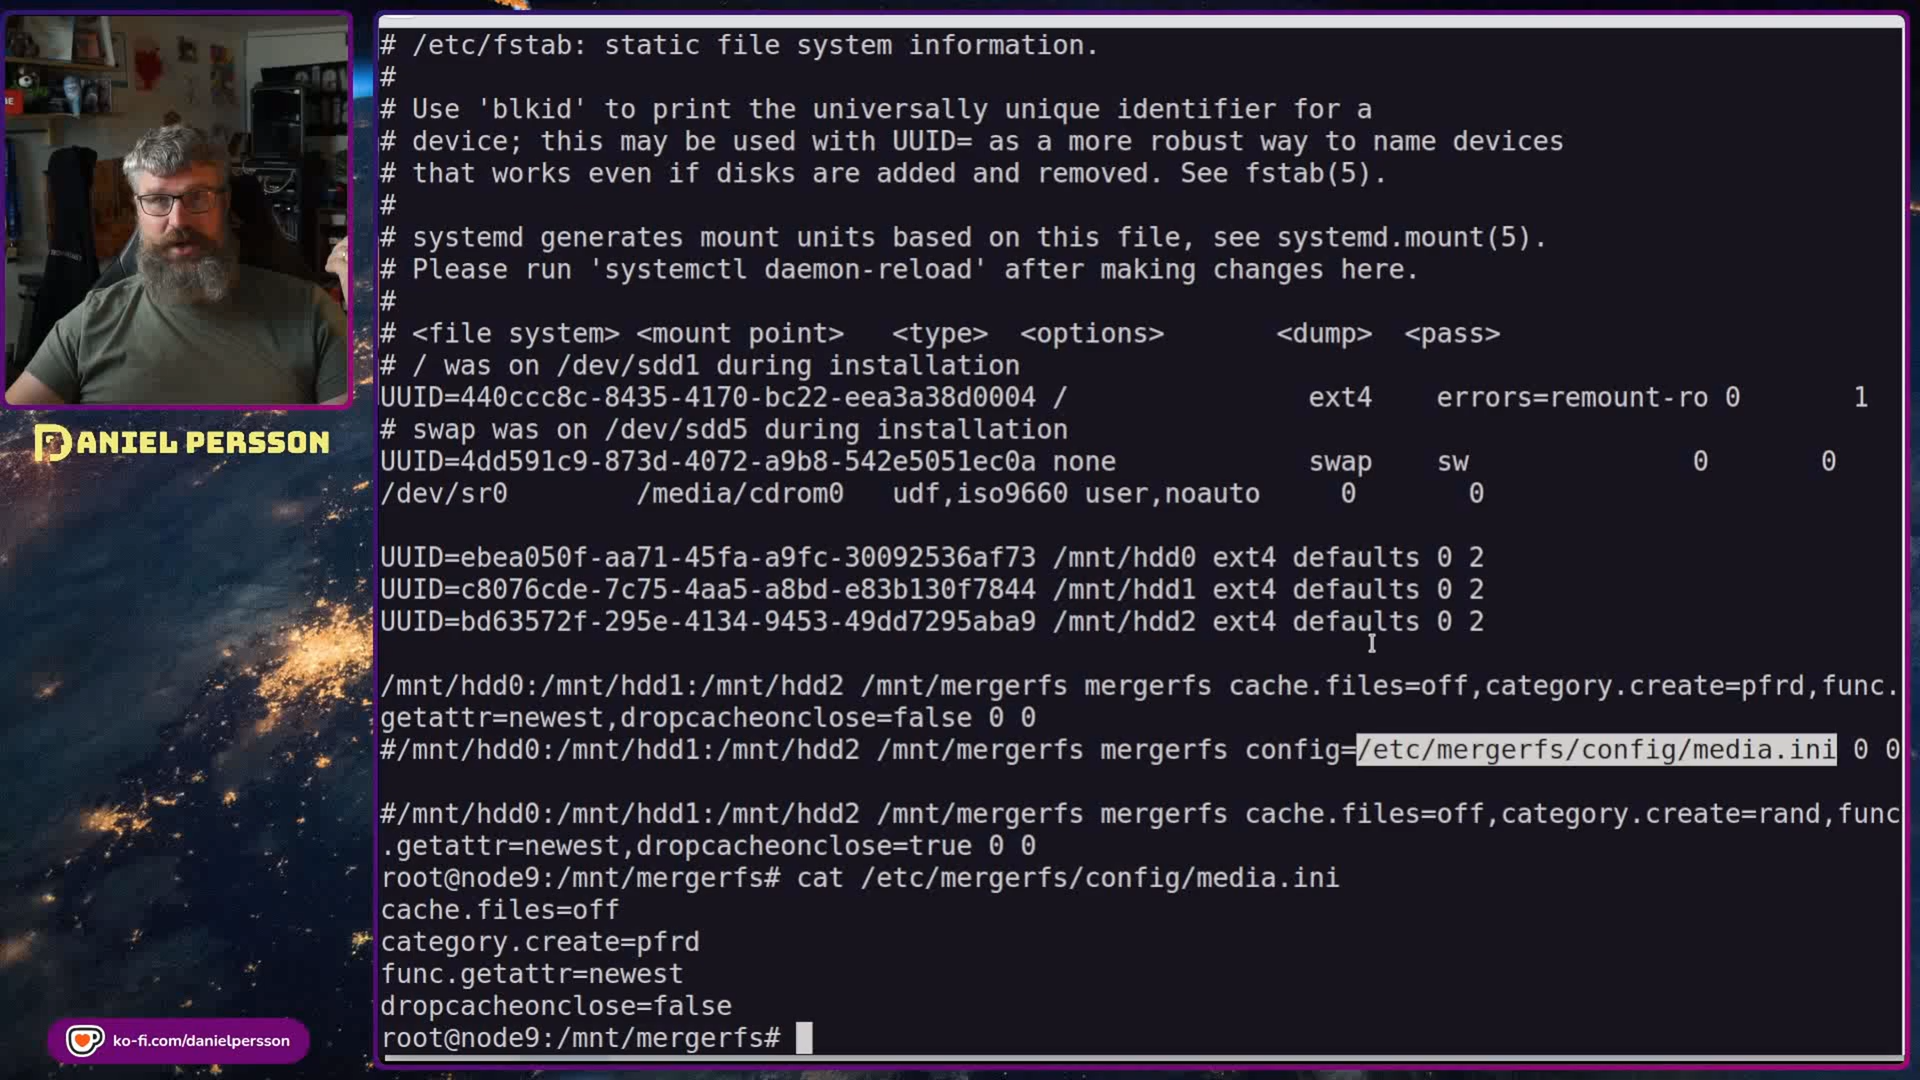 # /etc/fstab: static file system information.
#
# Use 'blkid' to print the universally unique identifier for a
# device; this may be used with UUID= as a more robust way to name devices
# that works even if disks are added and removed. See fstab(5).
#
# systemd generates mount units based on this file, see systemd.mount(5).
# Please run 'systemctl daemon-reload' after making changes here.
#
# <file system> <mount point>   <type>  <options>       <dump>  <pass>
# / was on /dev/sdd1 during installation
UUID=440ccc8c-8435-4170-bc22-eea3a38d0004 /               ext4    errors=remount-ro 0       1
# swap was on /dev/sdd5 during installation
UUID=4dd591c9-873d-4072-a9b8-542e5051ec0a none            swap    sw              0       0
/dev/sr0        /media/cdrom0   udf,iso9660 user,noauto     0       0
UUID=ebea050f-aa71-45fa-a9fc-30092536af73 /mnt/hdd0 ext4 defaults 0 2
UUID=c8076cde-7c75-4aa5-a8bd-e83b130f7844 /mnt/hdd1 ext4 defaults 0 2
UUID=bd63572f-295e-4134-9453-49dd7295aba9 /mnt/hdd2 ext4 defaults 0 2
/mnt/hdd0:/mnt/hdd1:/mnt/hdd2 /mnt/mergerfs mergerfs cache.files=off,category.create=pfrd,func.
getattr=newest,dropcacheonclose=false 0 0
#/mnt/hdd0:/mnt/hdd1:/mnt/hdd2 /mnt/mergerfs mergerfs config=/etc/mergerfs/config/media.ini 0 0
#/mnt/hdd0:/mnt/hdd1:/mnt/hdd2 /mnt/mergerfs mergerfs cache.files=off,category.create=rand,func
.getattr=newest,dropcacheonclose=true 0 0
root@node9:/mnt/mergerfs# cat /etc/mergerfs/config/media.ini
cache.files=off
category.create=pfrd
func.getattr=newest
dropcacheonclose=false
root@node9:/mnt/mergerfs#
DANIEL PERSSON
ko-fi.com/danielpersson